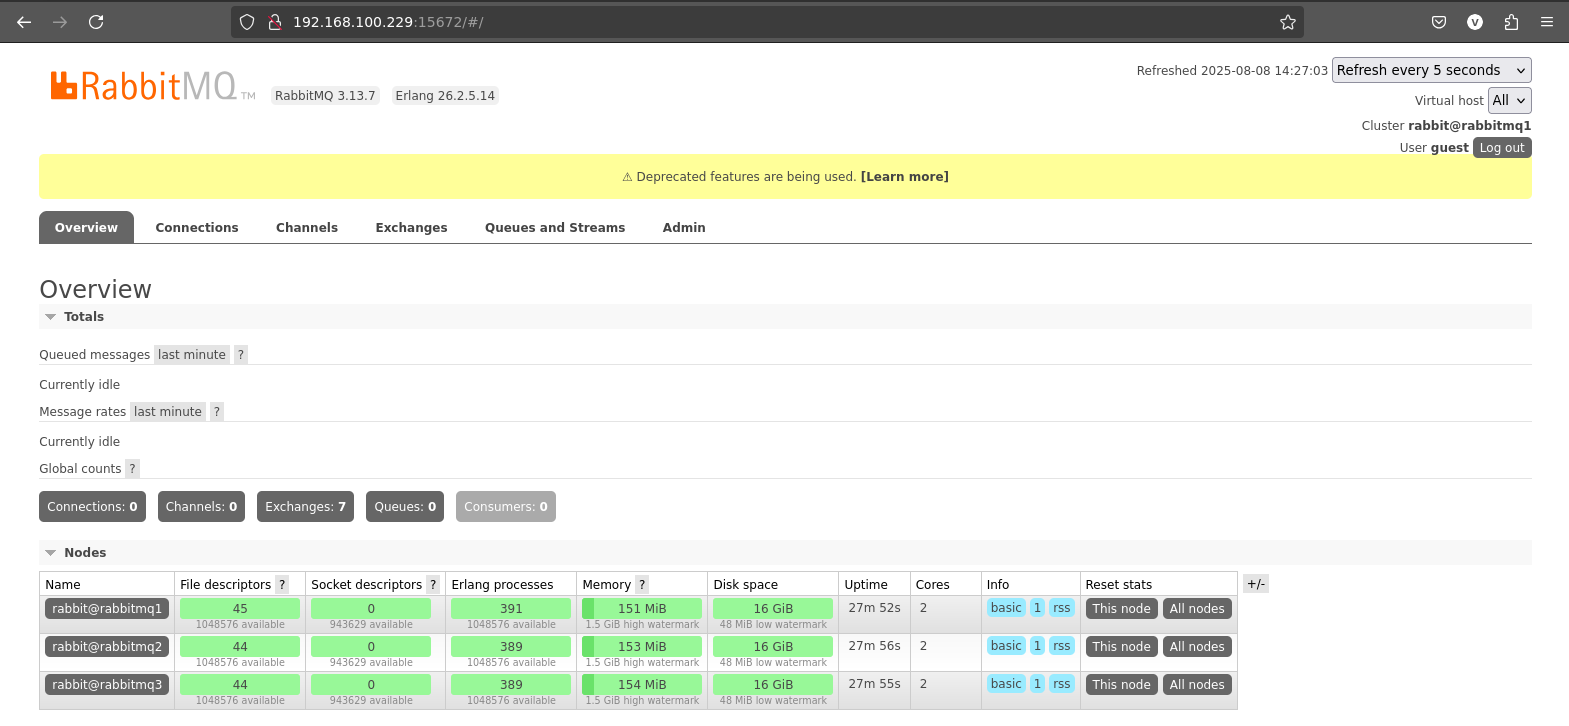 192.168.100.229:15672/#/
V
RabbitMQ TM RabbitMQ 3.13.7 Erlang 26.2.5.14
Refreshed 2025-08-08 14:27:03 Refresh every 5 seconds
Virtual host All
Cluster rabbit@rabbitmq1
User guest Log out
⚠ Deprecated features are being used. [Learn more]
Overview Connections Channels Exchanges Queues and Streams Admin
Overview
Totals
Queued messages last minute ?
Currently idle
Message rates last minute ?
Currently idle
Global counts ?
Connections: 0 Channels: 0 Exchanges: 7 Queues: 0 Consumers: 0
Nodes
Name File descriptors ? Socket descriptors ? Erlang processes Memory ? Disk space Uptime Cores Info Reset stats +/-
rabbit@rabbitmq1 45 0 391 151 MiB 16 GiB 27m 52s 2 basic 1 rss This node All nodes
1048576 available 943629 available 1048576 available 1.5 GiB high watermark 48 MiB low watermark
rabbit@rabbitmq2 44 0 389 153 MiB 16 GiB 27m 56s 2 basic 1 rss This node All nodes
1048576 available 943629 available 1048576 available 1.5 GiB high watermark 48 MiB low watermark
rabbit@rabbitmq3 44 0 389 154 MiB 16 GiB 27m 55s 2 basic 1 rss This node All nodes
1048576 available 943629 available 1048576 available 1.5 GiB high watermark 48 MiB low watermark